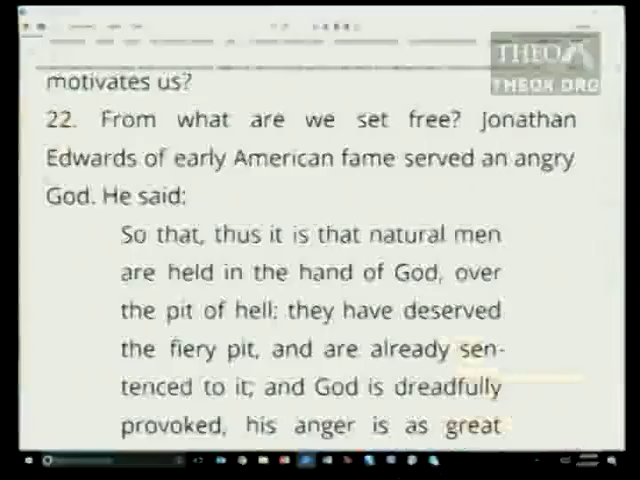 THEOX
THEOX.ORG
motivates us?
22. From what are we set free? Jonathan
Edwards of early American fame served an angry
God. He said:
So that, thus it is that natural men
are held in the hand of God, over
the pit of hell; they have deserved
the fiery pit, and are already sen-
tenced to it; and God is dreadfully
provoked, his anger is as great